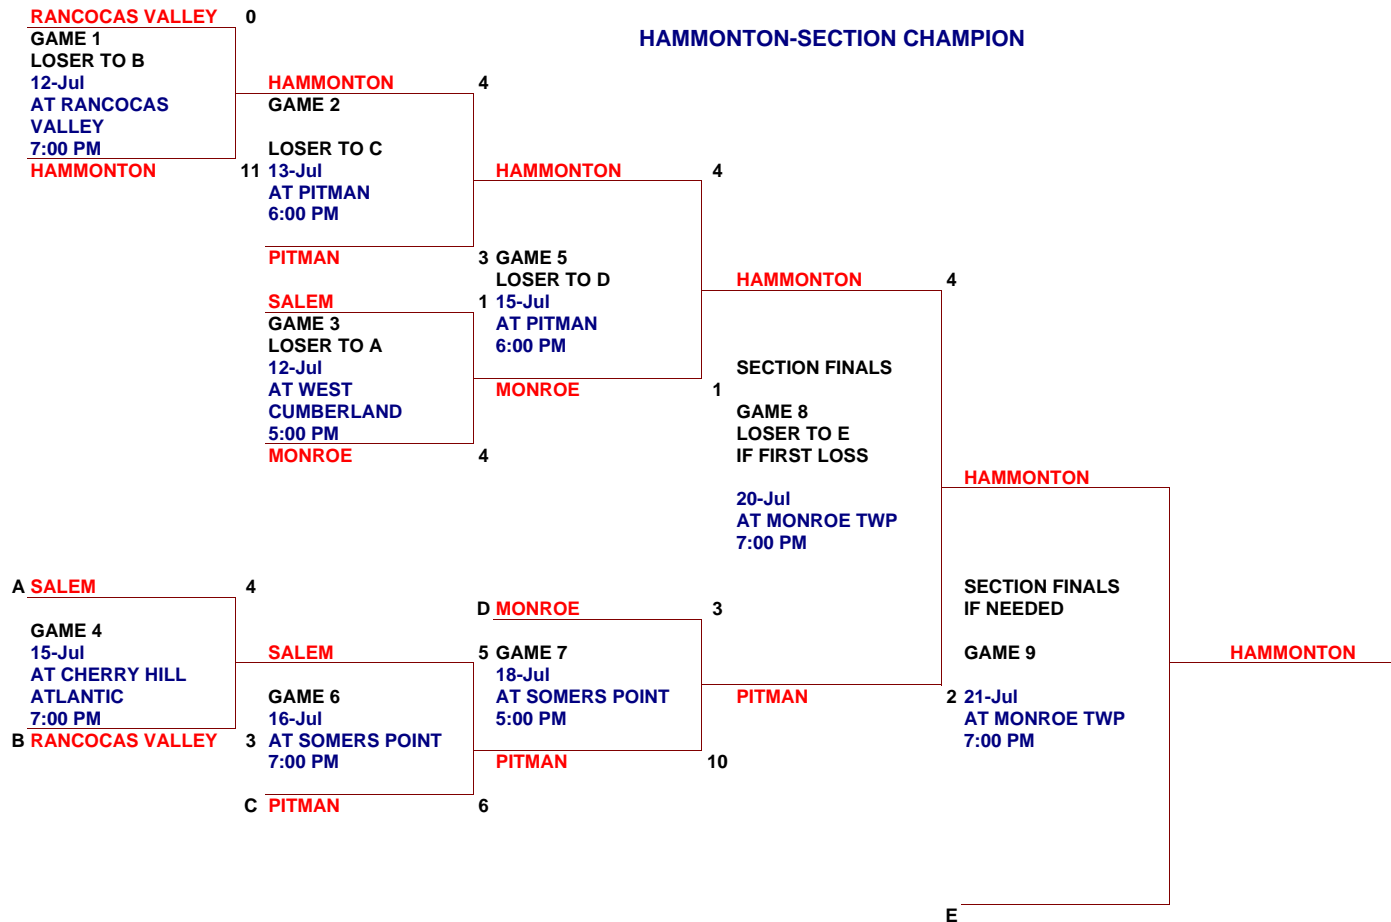 RANCOCAS VALLEY 0
GAME 1
LOSER TO B
12-Jul
AT RANCOCAS
VALLEY
7:00 PM
HAMMONTON 11
HAMMONTON-SECTION CHAMPION
HAMMONTON 4
GAME 2
LOSER TO C
13-Jul
AT PITMAN
6:00 PM
PITMAN 3
SALEM 1
GAME 3
LOSER TO A
12-Jul
AT WEST
CUMBERLAND
5:00 PM
MONROE 4
HAMMONTON 4
GAME 5
LOSER TO D
15-Jul
AT PITMAN
6:00 PM
MONROE 1
HAMMONTON 4
SECTION FINALS
GAME 8
LOSER TO E
IF FIRST LOSS
20-Jul
AT MONROE TWP
7:00 PM
PITMAN 2
A SALEM 4
GAME 4
15-Jul
AT CHERRY HILL
ATLANTIC
7:00 PM
B RANCOCAS VALLEY 3
SALEM 5
GAME 6
16-Jul
AT SOMERS POINT
7:00 PM
C PITMAN 6
D MONROE 3
GAME 7
18-Jul
AT SOMERS POINT
5:00 PM
PITMAN 10
HAMMONTON
SECTION FINALS
IF NEEDED
GAME 9
21-Jul
AT MONROE TWP
7:00 PM
E
HAMMONTON